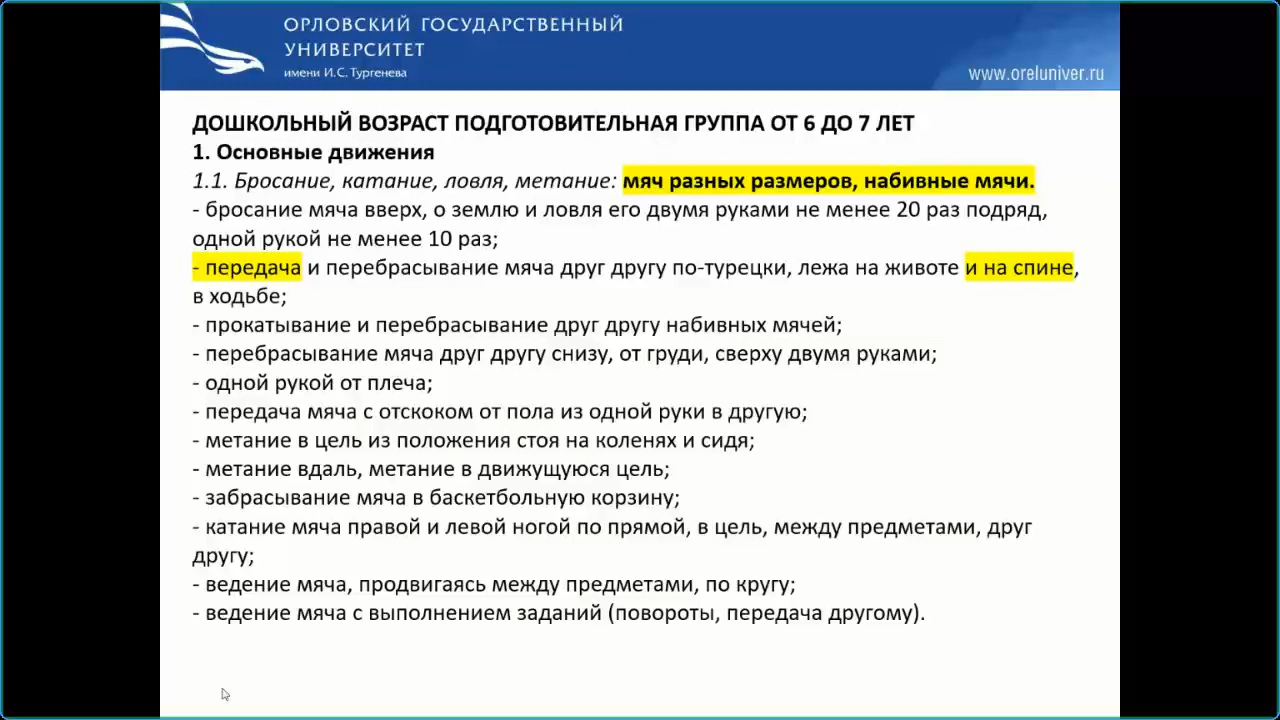 ОРЛОВСКИЙ ГОСУДАРСТВЕННЫЙ
УНИВЕРСИТЕТ
имени И.С. Тургенева
www.oreluniver.ru
ДОШКОЛЬНЫЙ ВОЗРАСТ ПОДГОТОВИТЕЛЬНАЯ ГРУППА ОТ 6 ДО 7 ЛЕТ
1. Основные движения
1.1. Бросание, катание, ловля, метание: мяч разных размеров, набивные мячи.
- бросание мяча вверх, о землю и ловля его двумя руками не менее 20 раз подряд,
одной рукой не менее 10 раз;
- передача и перебрасывание мяча друг другу по-турецки, лежа на животе и на спине,
в ходьбе;
- прокатывание и перебрасывание друг другу набивных мячей;
- перебрасывание мяча друг другу снизу, от груди, сверху двумя руками;
- одной рукой от плеча;
- передача мяча с отскоком от пола из одной руки в другую;
- метание в цель из положения стоя на коленях и сидя;
- метание вдаль, метание в движущуюся цель;
- забрасывание мяча в баскетбольную корзину;
- катание мяча правой и левой ногой по прямой, в цель, между предметами, друг
другу;
- ведение мяча, продвигаясь между предметами, по кругу;
- ведение мяча с выполнением заданий (повороты, передача другому).